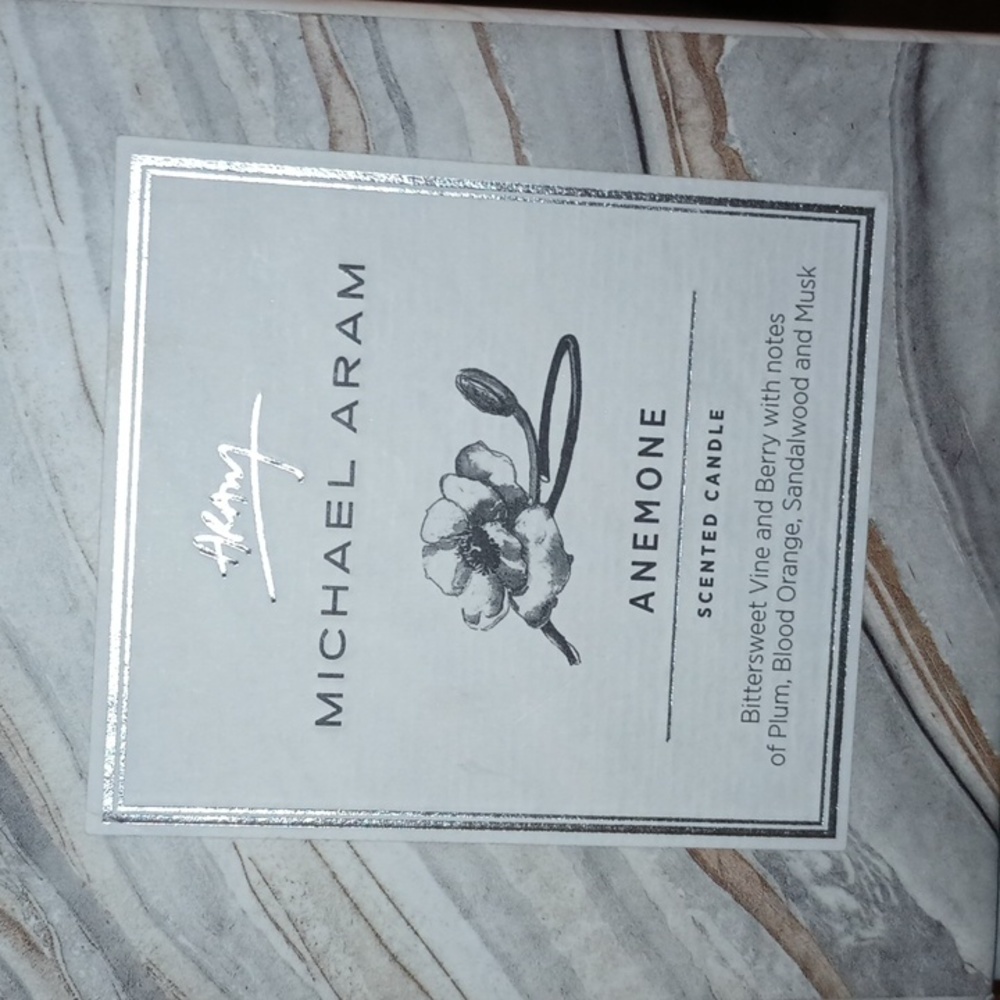 MICHAEL ARAM
ANEMONE
SCENTED CANDLE
Bittersweet Vine and Berry with notes
of Plum, Blood Orange, Sandalwood and Musk